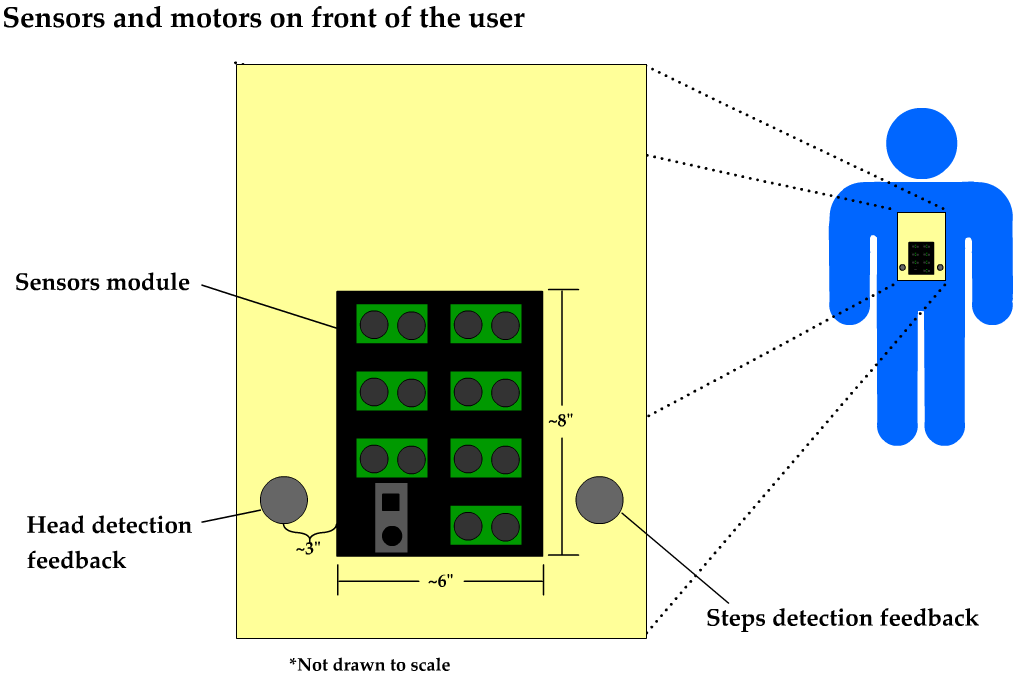 Sensors and motors on front of the user
Sensors module
~8"
Head detection
feedback
~3"
~6"
Steps detection feedback
*Not drawn to scale